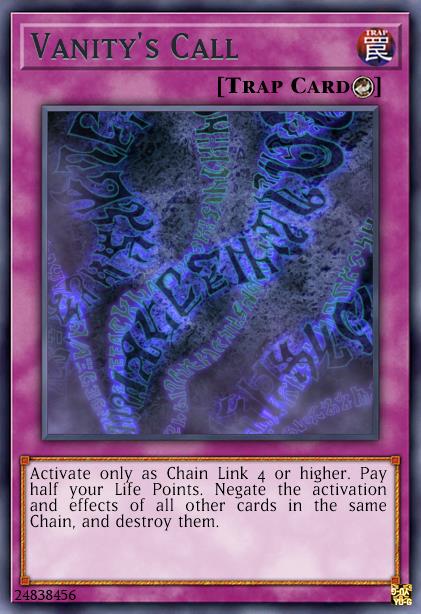 Vanity's Call
TRAP
罠
[Trap Card]
Activate only as Chain Link 4 or higher. Pay
half your Life Points. Negate the activation
and effects of all other cards in the same
Chain, and destroy them.
24838456